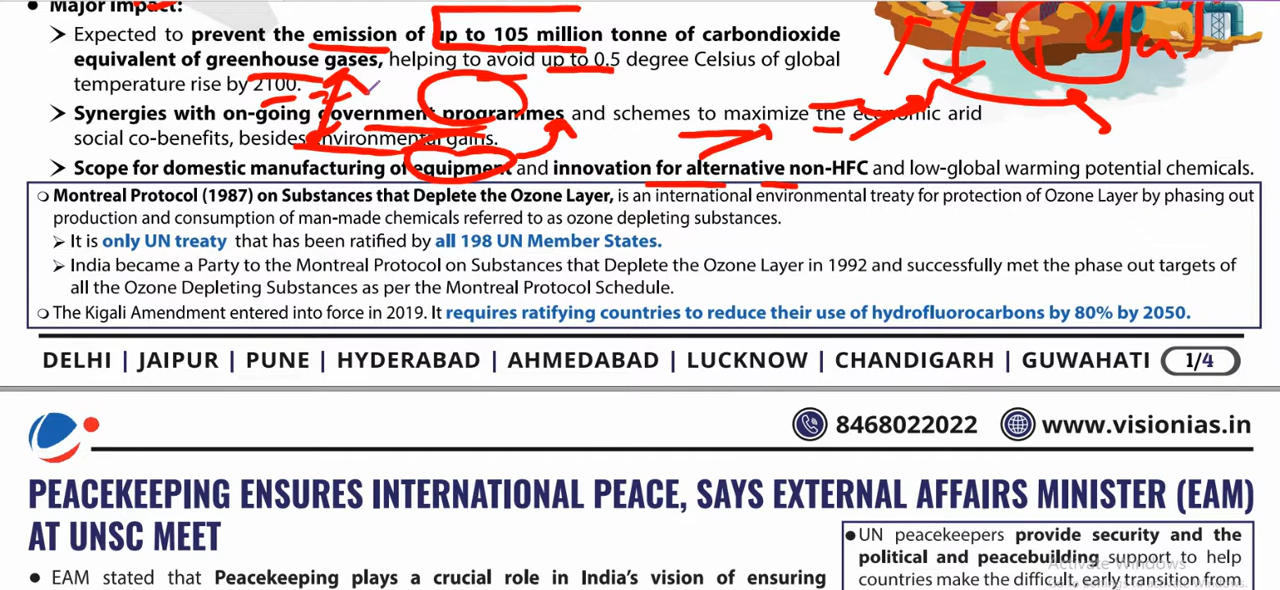 ● Major Impact:
➤ Expected to prevent the emission of up to 105 million tonne of carbondioxide
equivalent of greenhouse gases, helping to avoid up to 0.5 degree Celsius of global
temperature rise by 2100.
➤ Synergies with on-going government programmes and schemes to maximize the economic arid
social co-benefits, besides environmental gains.
➤ Scope for domestic manufacturing of equipment and innovation for alternative non-HFC and low-global warming potential chemicals.
○ Montreal Protocol (1987) on Substances that Deplete the Ozone Layer, is an international environmental treaty for protection of Ozone Layer by phasing out
production and consumption of man-made chemicals referred to as ozone depleting substances.
➤ It is only UN treaty that has been ratified by all 198 UN Member States.
➤ India became a Party to the Montreal Protocol on Substances that Deplete the Ozone Layer in 1992 and successfully met the phase out targets of
all the Ozone Depleting Substances as per the Montreal Protocol Schedule.
○ The Kigali Amendment entered into force in 2019. It requires ratifying countries to reduce their use of hydrofluorocarbons by 80% by 2050.
DELHI | JAIPUR | PUNE | HYDERABAD | AHMEDABAD | LUCKNOW | CHANDIGARH | GUWAHATI 1/4
8468022022 www.visionias.in
PEACEKEEPING ENSURES INTERNATIONAL PEACE, SAYS EXTERNAL AFFAIRS MINISTER (EAM)
AT UNSC MEET
● EAM stated that Peacekeeping plays a crucial role in India's vision of ensuring
● UN peacekeepers provide security and the
political and peacebuilding support to help
countries make the difficult, early transition from
Activate Windows